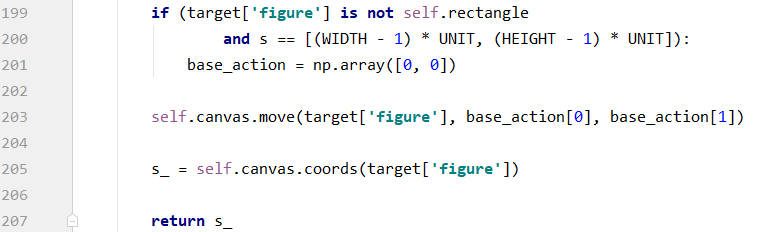 199 if (target['figure'] is not self.rectangle
200 and s == [(WIDTH - 1) * UNIT, (HEIGHT - 1) * UNIT]):
201 base_action = np.array([0, 0])
202
203 self.canvas.move(target['figure'], base_action[0], base_action[1])
204
205 s_ = self.canvas.coords(target['figure'])
206
207 return s_